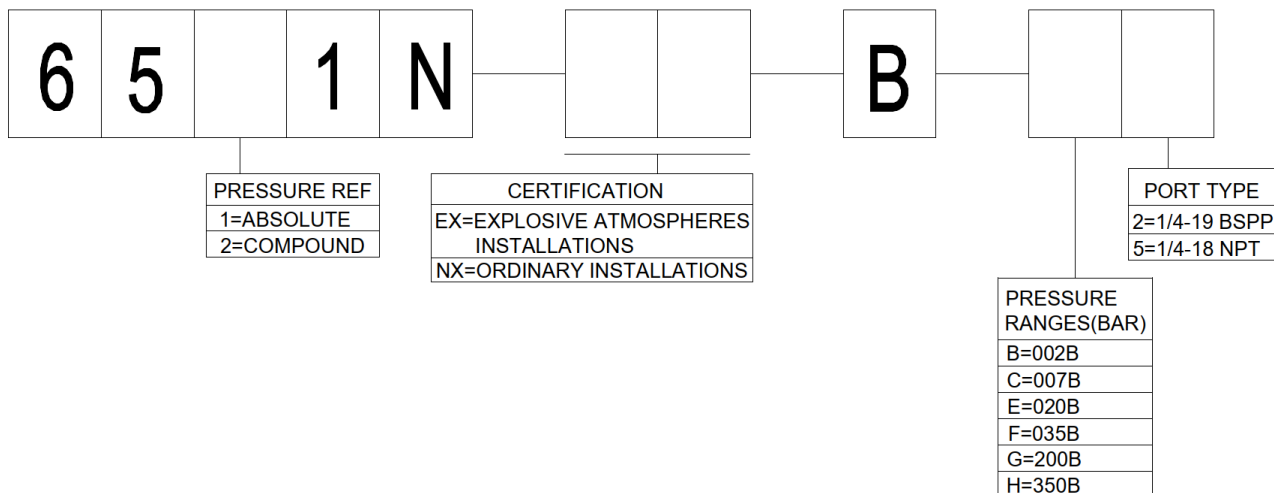 6 5 1 N B
PRESSURE REF
1=ABSOLUTE
2=COMPOUND
CERTIFICATION
EX=EXPLOSIVE ATMOSPHERES
INSTALLATIONS
NX=ORDINARY INSTALLATIONS
PORT TYPE
2=1/4-19 BSPP
5=1/4-18 NPT
PRESSURE
RANGES(BAR)
B=002B
C=007B
E=020B
F=035B
G=200B
H=350B